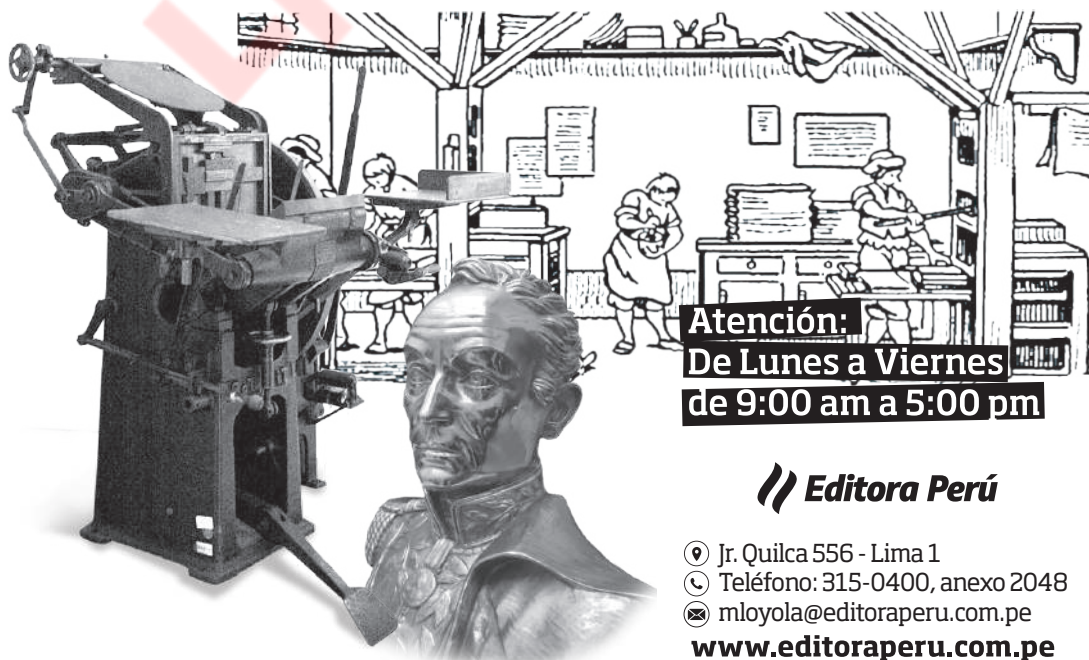 Atención:
De Lunes a Viernes
de 9:00 am a 5:00 pm
Editora Perú
Jr. Quilca 556 - Lima 1
Teléfono: 315-0400, anexo 2048
mloyola@editoraperu.com.pe
www.editoraperu.com.pe